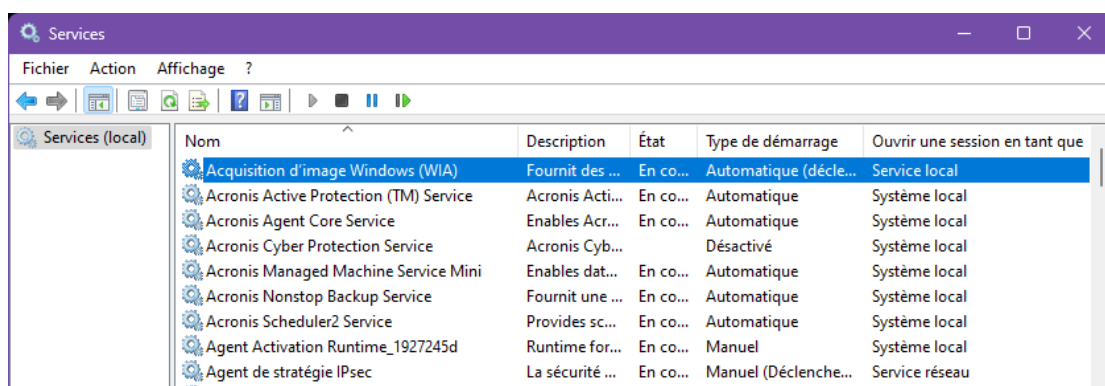 Services
Fichier Action Affichage ?
Services (local)
Nom Description État Type de démarrage Ouvrir une session en tant que
Acquisition d’image Windows (WIA) Fournit des ... En co... Automatique (décle... Service local
Acronis Active Protection (TM) Service Acronis Acti... En co... Automatique Système local
Acronis Agent Core Service Enables Acr... En co... Automatique Système local
Acronis Cyber Protection Service Acronis Cyb... Désactivé Système local
Acronis Managed Machine Service Mini Enables dat... En co... Automatique Système local
Acronis Nonstop Backup Service Fournit une ... En co... Automatique Système local
Acronis Scheduler2 Service Provides sc... En co... Automatique Système local
Agent Activation Runtime_1927245d Runtime for... En co... Manuel Système local
Agent de stratégie IPsec La sécurité ... En co... Manuel (Déclenche... Service réseau